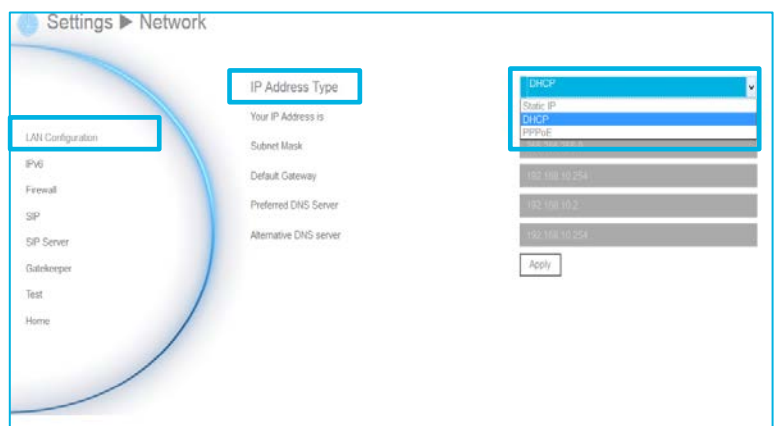 Settings ▶ Network
IP Address Type
DHCP
Static IP
DHCP
PPPoE
Your IP Address is
LAN Configuration
Subnet Mask
IPv6
Default Gateway
192.168.10.254
Firewall
Preferred DNS Server
192.168.10.2
SIP
Alternative DNS server
192.168.10.254
SIP Server
Gatekeeper
Apply
Test
Home